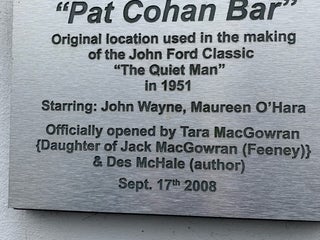 "Pat Cohan Bar"
Original location used in the making
of the John Ford Classic
"The Quiet Man"
in 1951
Starring: John Wayne, Maureen O'Hara
Officially opened by Tara MacGowran
{Daughter of Jack MacGowran (Feeney)}
& Des McHale (author)
Sept. 17th 2008